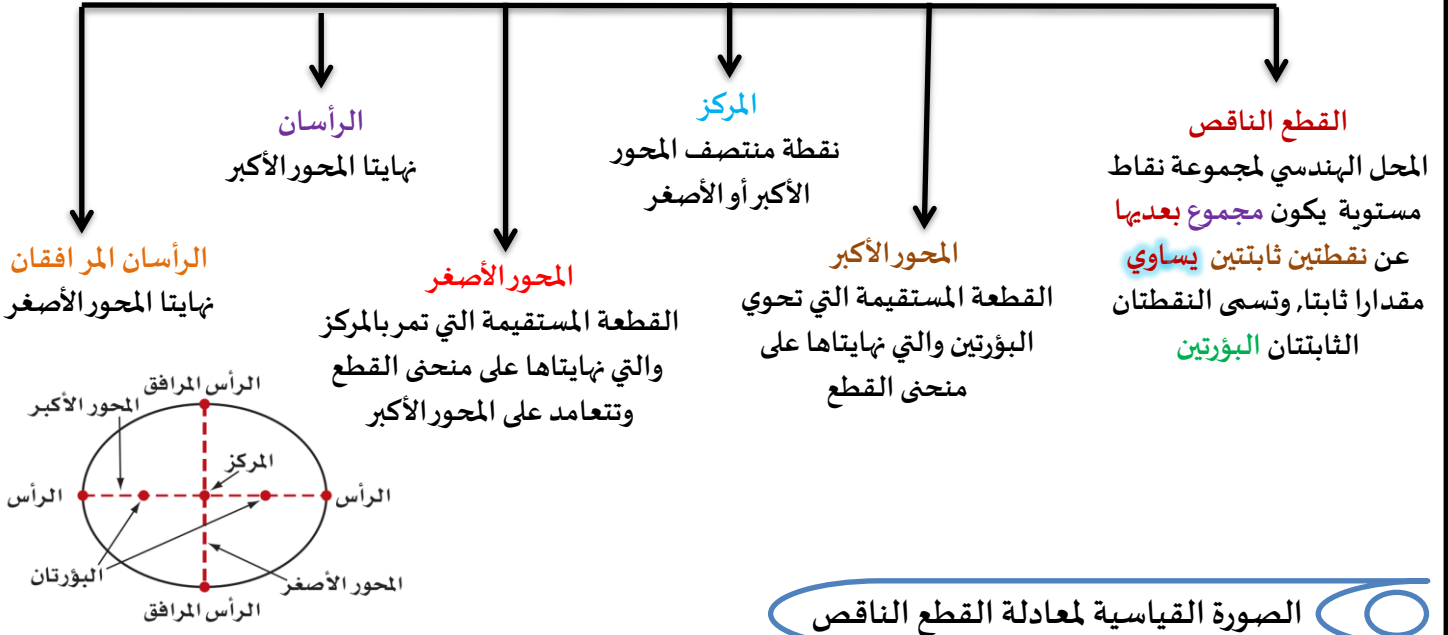 القطع الناقص
المحل الهندسي لمجموعة نقاط
مستوية يكون مجموع بعديها
عن نقطتين ثابتتين يساوي
مقدارا ثابتا, وتسمى النقطتان
الثابتتان البؤرتين
المحور الأكبر
القطعة المستقيمة التي تحوي
البؤرتين والتي نهايتاها على
منحنى القطع
المركز
نقطة منتصف المحور
الأكبر أو الأصغر
المحور الأصغر
القطعة المستقيمة التي تمر بالمركز
والتي نهايتاها على منحنى القطع
وتتعامد على المحور الأكبر
الرأسان
نهايتا المحور الأكبر
الرأسان المرافقان
نهايتا المحور الأصغر
الرأس المرافق
المحور الأكبر
المركز
الرأس
الرأس
البؤرتان
المحور الأصغر
الرأس المرافق
الصورة القياسية لمعادلة القطع الناقص